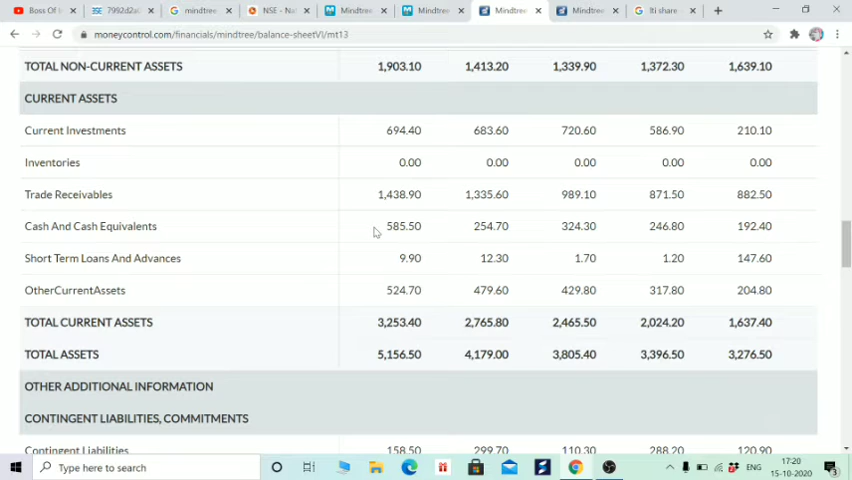 Boss Of
7992d2a
mindtree
NSE - Nat
Mindtree
Mindtree
Mindtree
Mindtree
lti share
moneycontrol.com/financials/mindtree/balance-sheetVI/mt13
TOTAL NON-CURRENT ASSETS 1,903.10 1,413.20 1,339.90 1,372.30 1,639.10
CURRENT ASSETS
Current Investments 694.40 683.60 720.60 586.90 210.10
Inventories 0.00 0.00 0.00 0.00 0.00
Trade Receivables 1,438.90 1,335.60 989.10 871.50 882.50
Cash And Cash Equivalents 585.50 254.70 324.30 246.80 192.40
Short Term Loans And Advances 9.90 12.30 1.70 1.20 147.60
OtherCurrentAssets 524.70 479.60 429.80 317.80 204.80
TOTAL CURRENT ASSETS 3,253.40 2,765.80 2,465.50 2,024.20 1,637.40
TOTAL ASSETS 5,156.50 4,179.00 3,805.40 3,396.50 3,276.50
OTHER ADDITIONAL INFORMATION
CONTINGENT LIABILITIES, COMMITMENTS
Contingent Liabilities 158.50 299.70 110.30 288.20 120.90
Type here to search
ENG
17:20
15-10-2020
3